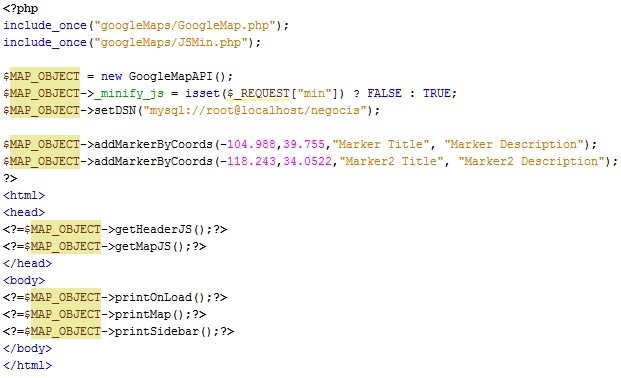 <?php
include_once("googleMaps/GoogleMap.php");
include_once("googleMaps/JSMin.php");
$MAP_OBJECT = new GoogleMapAPI();
$MAP_OBJECT->_minify_js = isset($_REQUEST["min"]) ? FALSE : TRUE;
$MAP_OBJECT->setDSN("mysql://root@localhost/negocis");
$MAP_OBJECT->addMarkerByCoords(-104.988,39.755,"Marker Title", "Marker Description");
$MAP_OBJECT->addMarkerByCoords(-118.243,34.0522,"Marker2 Title", "Marker2 Description");
?>
<html>
<head>
<?=$MAP_OBJECT->getHeaderJS();?>
<?=$MAP_OBJECT->getMapJS();?>
</head>
<body>
<?=$MAP_OBJECT->printOnLoad();?>
<?=$MAP_OBJECT->printMap();?>
<?=$MAP_OBJECT->printSidebar();?>
</body>
</html>